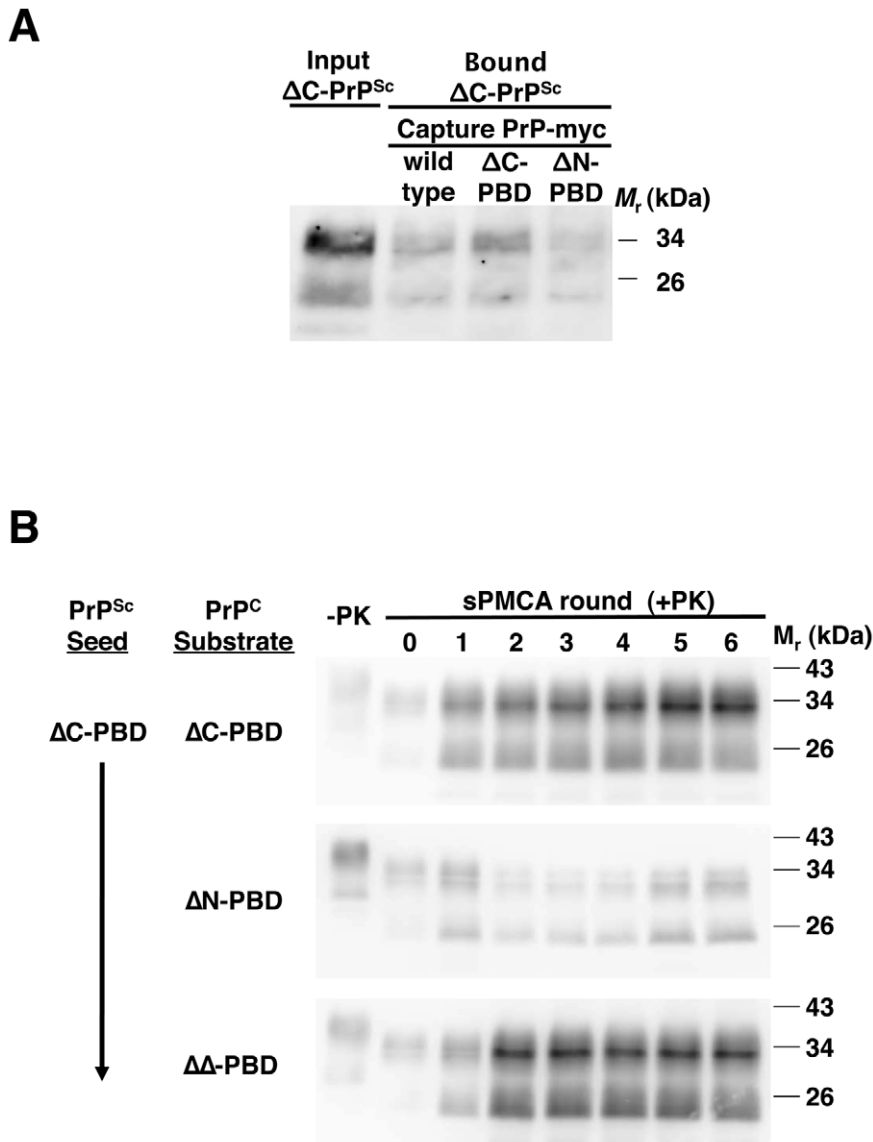 A
Input
ΔC-PrPSc
Bound
ΔC-PrPSc
Capture PrP-myc
wild
type
ΔC-
PBD
ΔN-
PBD
Mr (kDa)
34
26
B
PrPSc
Seed
PrPC
Substrate
-PK
sPMCA round (+PK)
0 1 2 3 4 5 6
Mr (kDa)
43
34
26
ΔC-PBD
ΔC-PBD
43
34
26
ΔN-PBD
43
34
26
ΔΔ-PBD